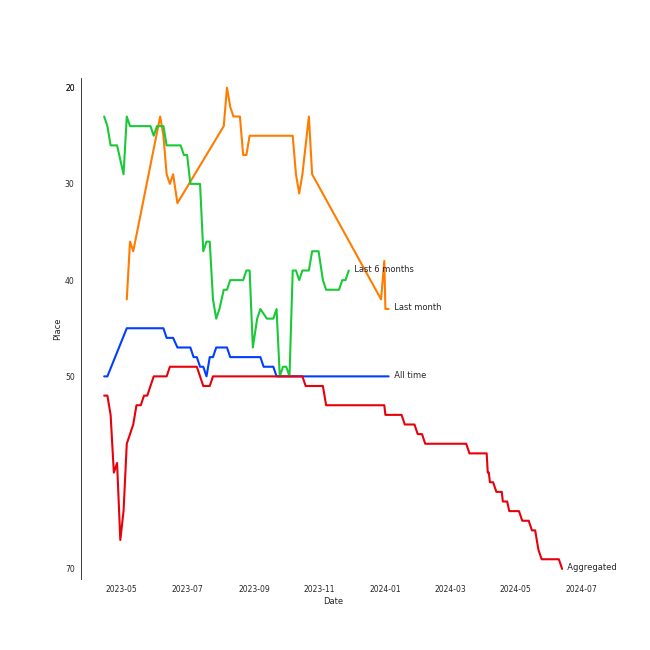 20
30
40
50
70
Place
Last 6 months
Last month
All time
Aggregated
2023-05 2023-07 2023-09 2023-11 2024-01 2024-03 2024-05 2024-07
Date